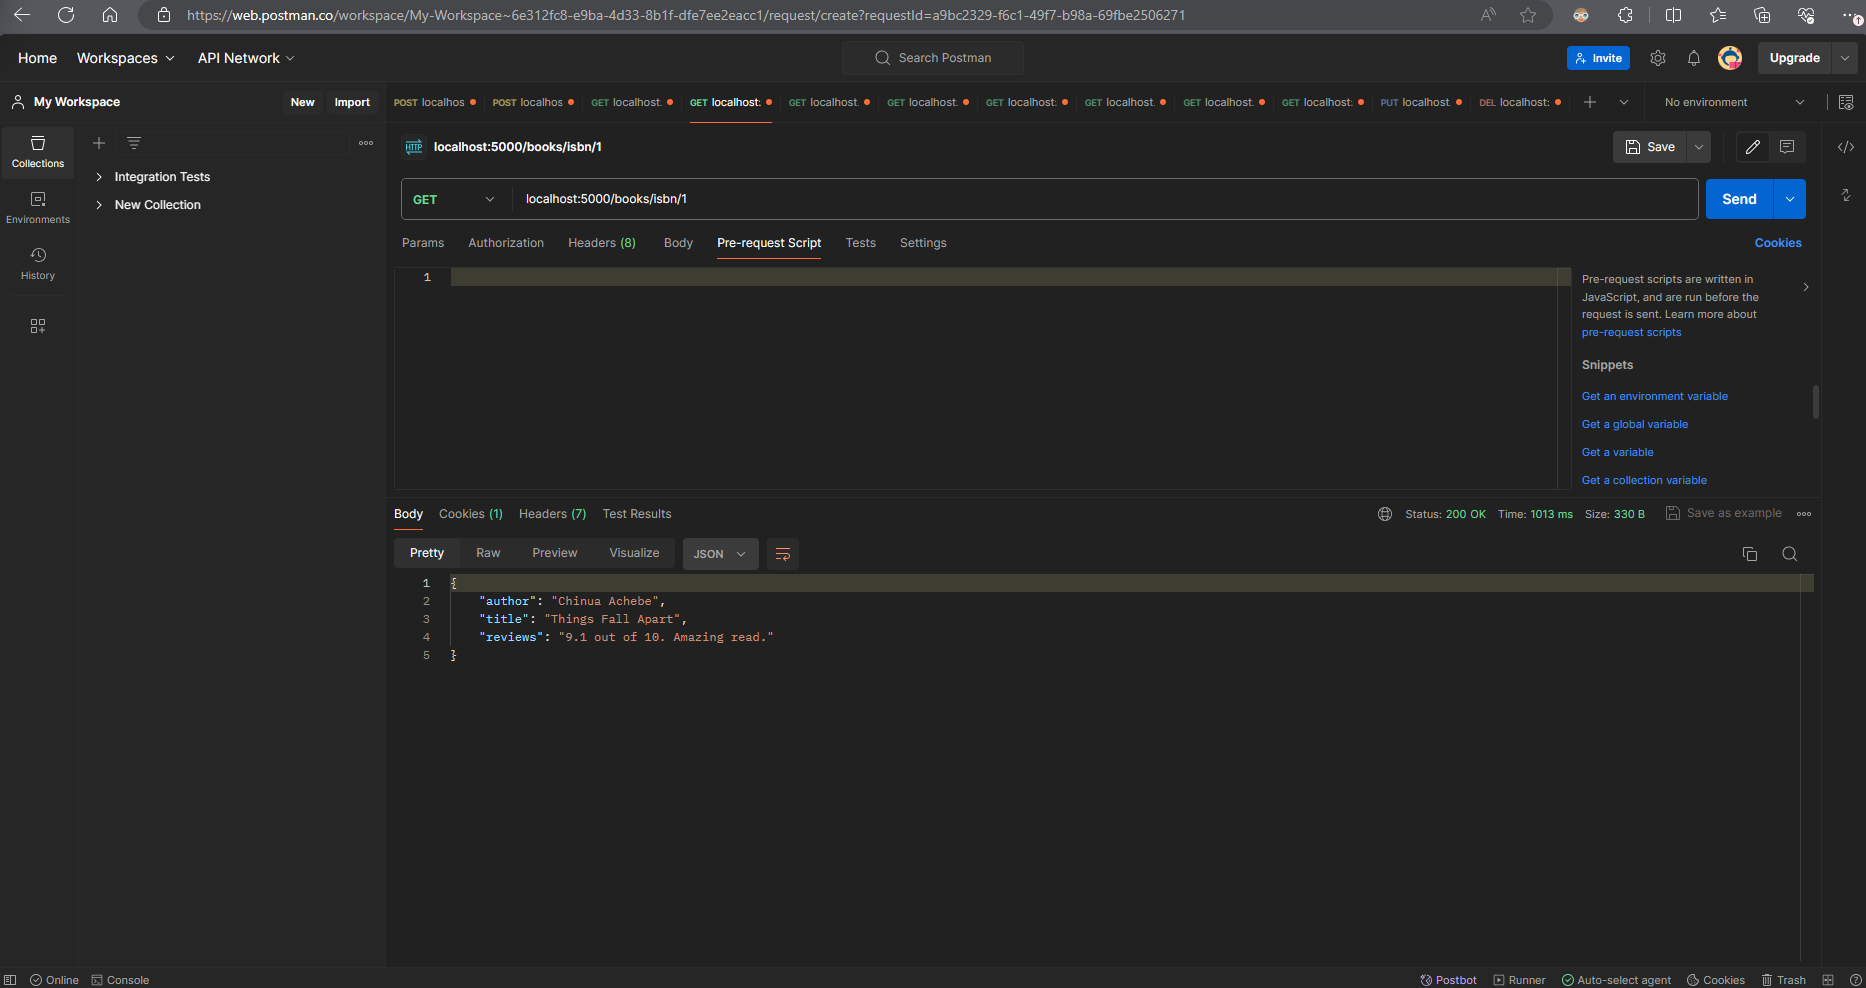 https://web.postman.co/workspace/My-Workspace~6e312fc8-e9ba-4d33-8b1f-dfe7ee2eacc1/request/create?requestId=a9bc2329-f6c1-49f7-b98a-69fbe2506271
Home Workspaces API Network Search Postman Invite Upgrade
My Workspace New Import POST localhos POST localhos GET localhost: GET localhost: GET localhost: GET localhost: GET localhost: GET localhost: GET localhost: GET localhost: PUT localhost DEL localhost: No environment
Collections
Environments
History
Integration Tests
New Collection
HTTP localhost:5000/books/isbn/1 Save
GET localhost:5000/books/isbn/1 Send
Params Authorization Headers (8) Body Pre-request Script Tests Settings Cookies
1
Pre-request scripts are written in
JavaScript, and are run before the
request is sent. Learn more about
pre-request scripts
Snippets
Get an environment variable
Get a global variable
Get a variable
Get a collection variable
Body Cookies (1) Headers (7) Test Results Status: 200 OK Time: 1013 ms Size: 330 B Save as example
Pretty Raw Preview Visualize JSON
1 {
2 "author": "Chinua Achebe",
3 "title": "Things Fall Apart",
4 "reviews": "9.1 out of 10. Amazing read."
5 }
Online Console Postbot Runner Auto-select agent Cookies Trash